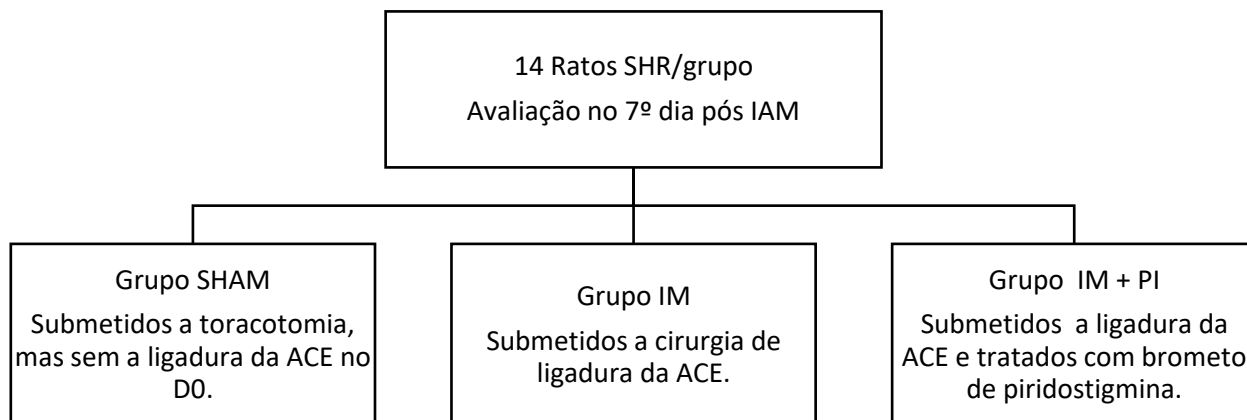 14 Ratos SHR/grupo
Avaliação no 7º dia pós IAM
Grupo SHAM
Submetidos a toracotomia,
mas sem a ligadura da ACE no
D0.
Grupo IM
Submetidos a cirurgia de
ligadura da ACE.
Grupo IM + PI
Submetidos a ligadura da
ACE e tratados com brometo
de piridostigmina.